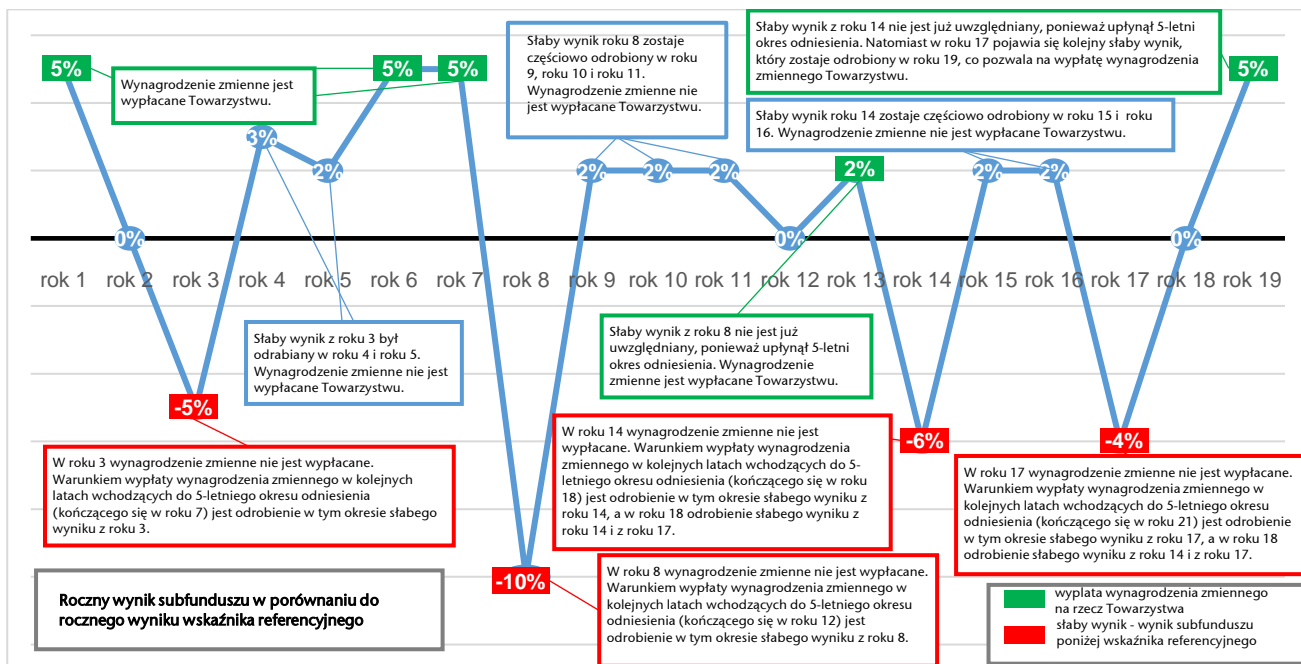 Słaby wynik z roku 14 nie jest już uwzględniany, ponieważ upłynął 5-letni
okres odniesienia. Natomiast w roku 17 pojawia się kolejny słaby wynik,
który zostaje odrobiony w roku 19, co pozwala na wypłatę wynagrodzenia
zmiennego Towarzystwu.
Słaby wynik roku 8 zostaje
częściowo odrobiony w roku
9, roku 10 i roku 11.
Wynagrodzenie zmienne nie
jest wypłacane Towarzystwu.
Wynagrodzenie zmienne jest
wypłacane Towarzystwu.
Słaby wynik roku 14 zostaje częściowo odrobiony w roku 15 i roku
16. Wynagrodzenie zmienne nie jest wypłacane Towarzystwu.
5%
0%
-5%
3%
2%
5%
5%
-10%
2%
2%
2%
0%
2%
-6%
2%
2%
-4%
0%
5%
rok 1 rok 2 rok 3 rok 4 rok 5 rok 6 rok 7 rok 8 rok 9 rok 10 rok 11 rok 12 rok 13 rok 14 rok 15 rok 16 rok 17 rok 18 rok 19
Słaby wynik z roku 3 był
odrabiany w roku 4 i roku 5.
Wynagrodzenie zmienne nie jest
wypłacane Towarzystwu.
Słaby wynik z roku 8 nie jest już
uwzględniany, ponieważ upłynął 5-letni
okres odniesienia. Wynagrodzenie
zmienne jest wypłacane Towarzystwu.
W roku 3 wynagrodzenie zmienne nie jest wypłacane.
Warunkiem wypłaty wynagrodzenia zmiennego w kolejnych
latach wchodzących do 5-letniego okresu odniesienia
(kończącego się w roku 7) jest odrobienie w tym okresie słabego
wyniku z roku 3.
W roku 14 wynagrodzenie zmienne nie jest
wypłacane. Warunkiem wypłaty wynagrodzenia
zmiennego w kolejnych latach wchodzących do 5-
letniego okresu odniesienia (kończącego się w roku
18) jest odrobienie w tym okresie słabego wyniku z
roku 14, a w roku 18 odrobienie słabego wyniku z
roku 14 i z roku 17.
W roku 17 wynagrodzenie zmienne nie jest wypłacane.
Warunkiem wypłaty wynagrodzenia zmiennego w
kolejnych latach wchodzących do 5-letniego okresu
odniesienia (kończącego się w roku 21) jest odrobienie
w tym okresie słabego wyniku z roku 17, a w roku 18
odrobienie słabego wyniku z roku 14 i z roku 17.
W roku 8 wynagrodzenie zmienne nie jest wypłacane.
Warunkiem wypłaty wynagrodzenia zmiennego w
kolejnych latach wchodzących do 5-letniego okresu
odniesienia (kończącego się w roku 12) jest
odrobienie w tym okresie słabego wyniku z roku 8.
Roczny wynik subfunduszu w porównaniu do
rocznego wyniku wskaźnika referencyjnego
wyplata wynagrodzenia zmiennego
na rzecz Towarzystwa
słaby wynik - wynik subfunduszu
poniżej wskaźnika referencyjnego